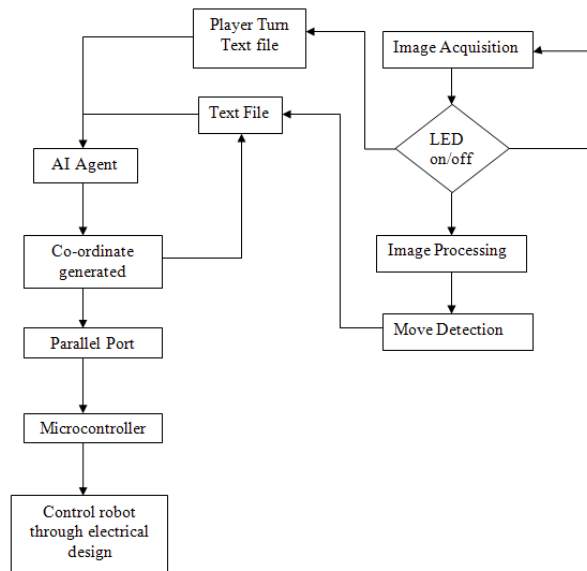 Player Turn
Text file
Image Acquisition
Text File
LED
on/off
AI Agent
Co-ordinate
generated
Image Processing
Parallel Port
Move Detection
Microcontroller
Control robot
through electrical
design